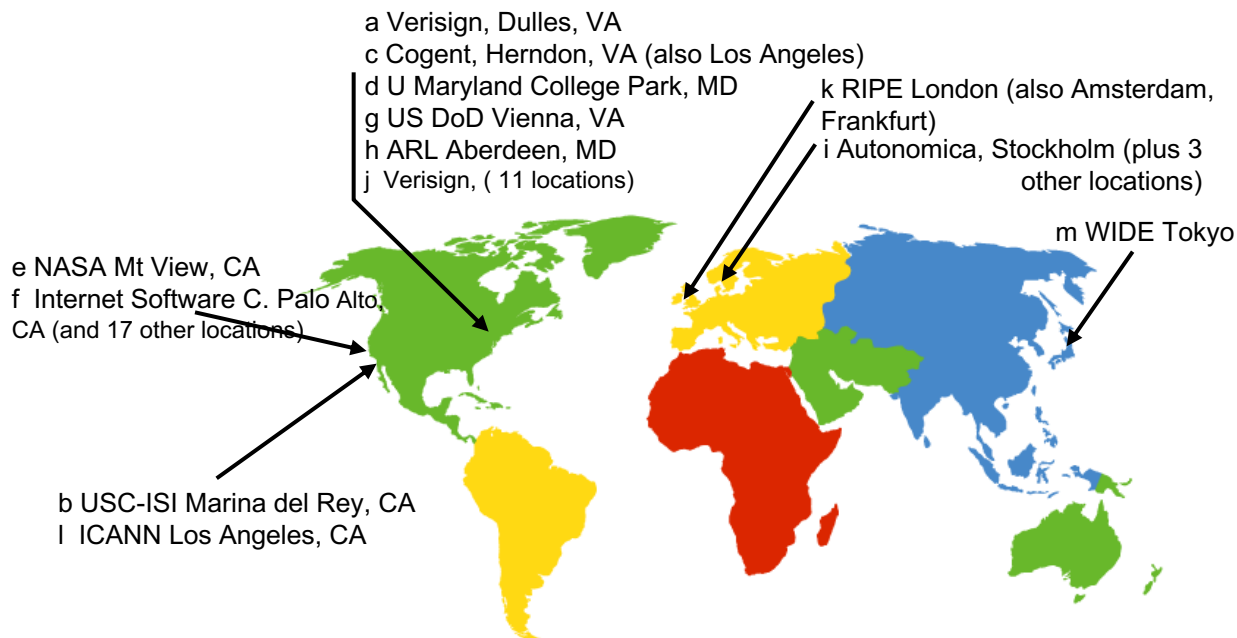 a Verisign, Dulles, VA
c Cogent, Herndon, VA (also Los Angeles)
d U Maryland College Park, MD
g US DoD Vienna, VA
h ARL Aberdeen, MD
j Verisign, ( 11 locations)
k RIPE London (also Amsterdam,
Frankfurt)
i Autonomica, Stockholm (plus 3
other locations)
m WIDE Tokyo
e NASA Mt View, CA
f Internet Software C. Palo Alto,
CA (and 17 other locations)
b USC-ISI Marina del Rey, CA
l ICANN Los Angeles, CA